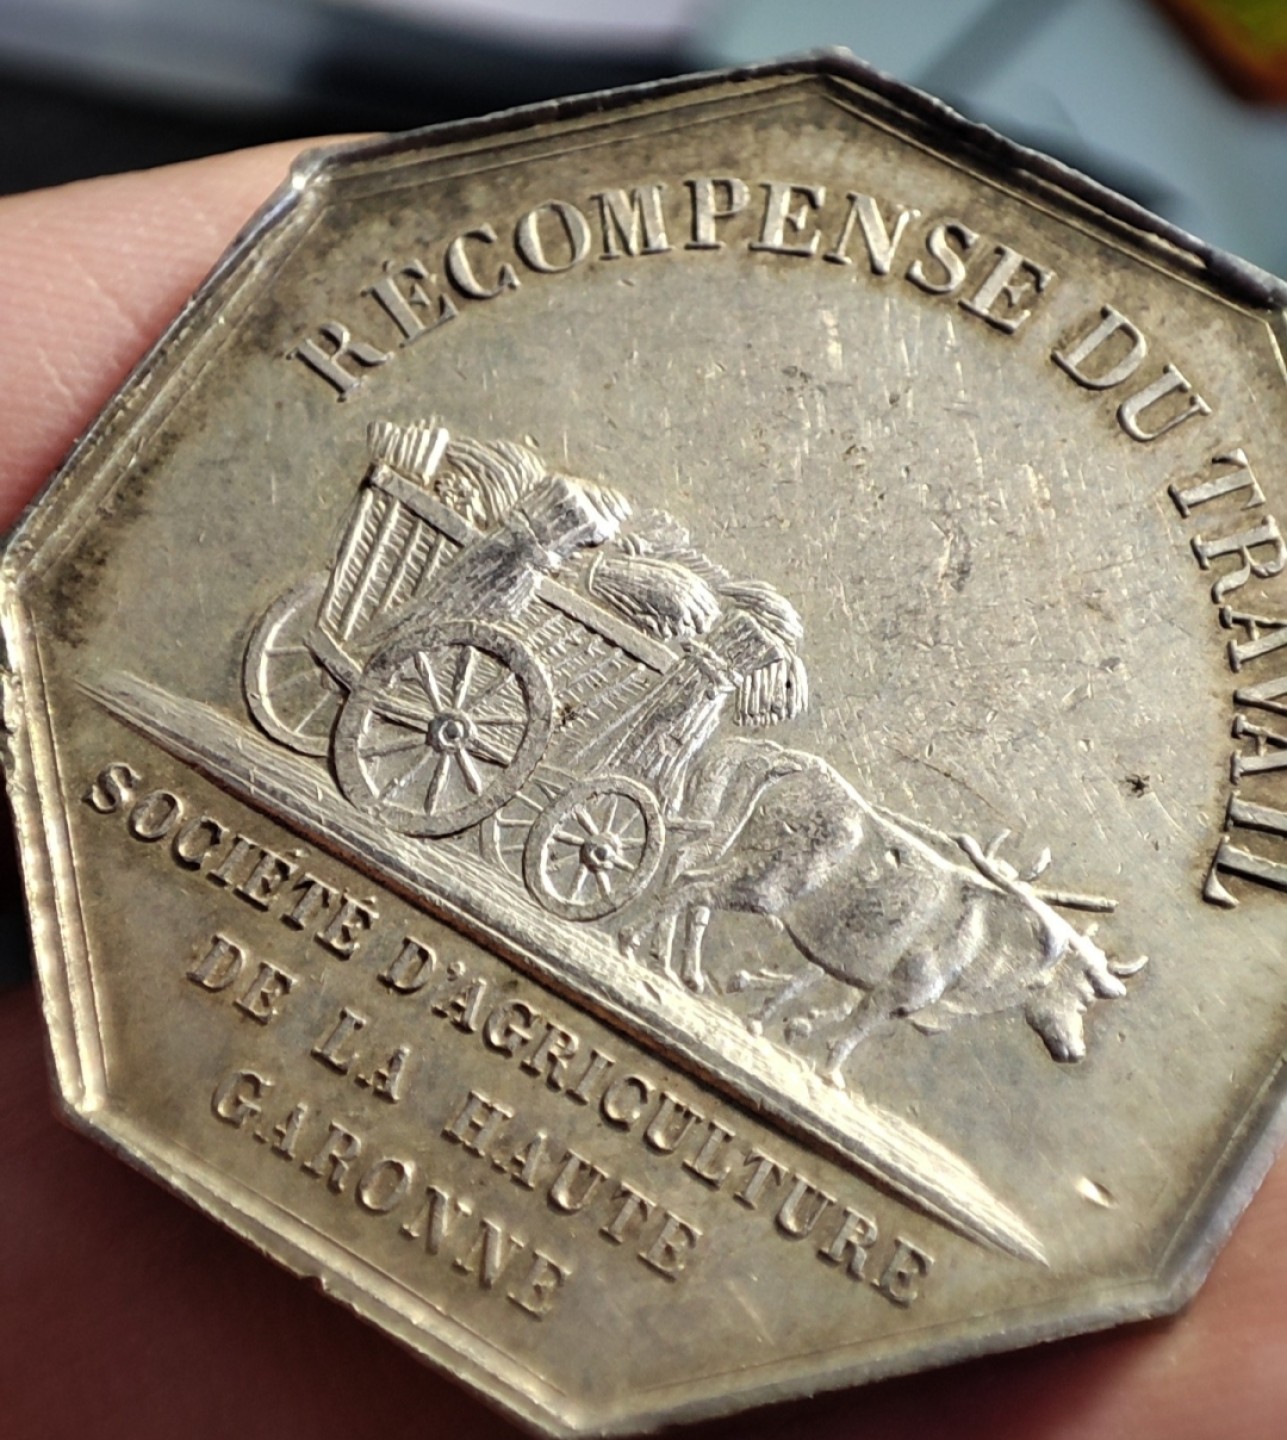 RÉCOMPENSE DU TRAVAIL
SOCIÉTÉ D'AGRICULTURE
DE LA HAUTE
GARONNE